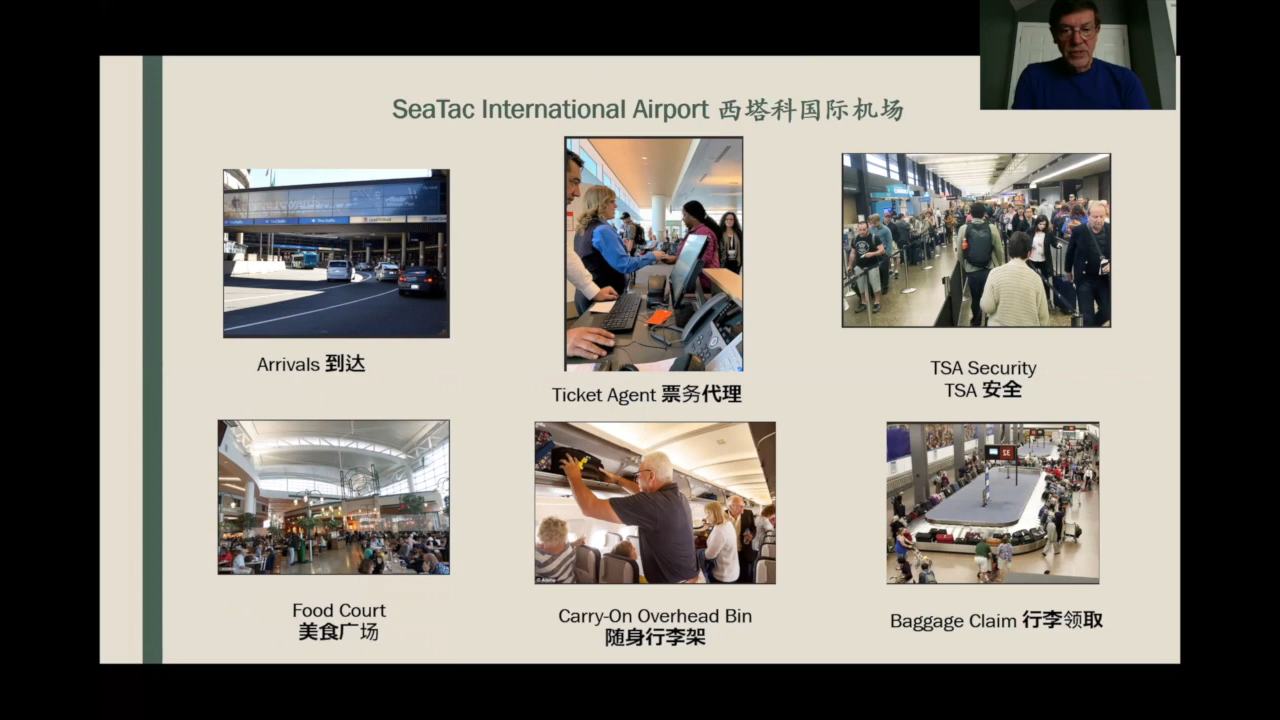 SeaTac International Airport 西塔科国际机场
Arrivals 到达
Ticket Agent 票务代理
TSA Security
TSA 安全
Food Court
美食广场
Carry-On Overhead Bin
随身行李架
Baggage Claim 行李领取